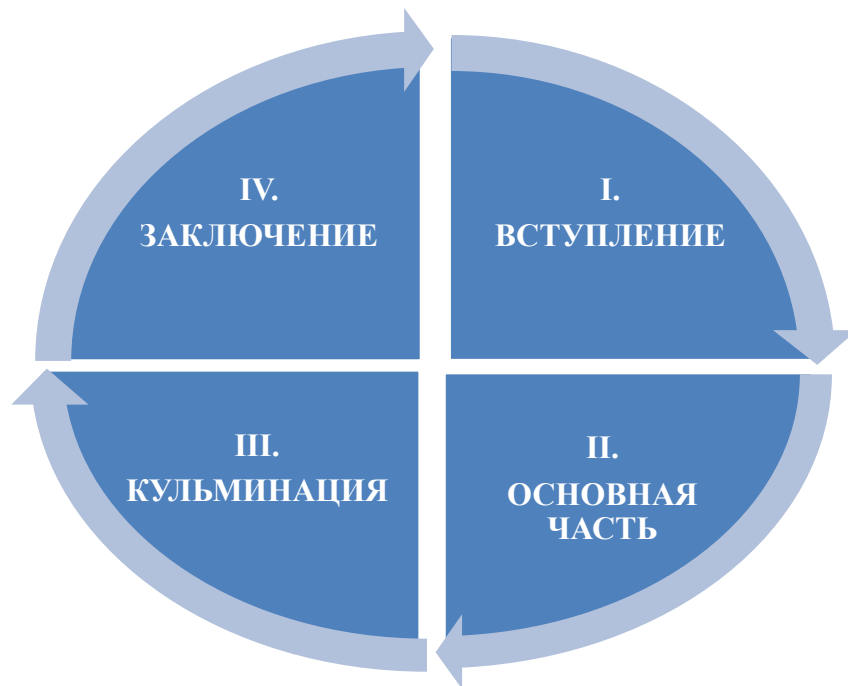 IV.
ЗАКЛЮЧЕНИЕ
I.
ВСТУПЛЕНИЕ
III.
КУЛЬМИНАЦИЯ
II.
ОСНОВНАЯ
ЧАСТЬ